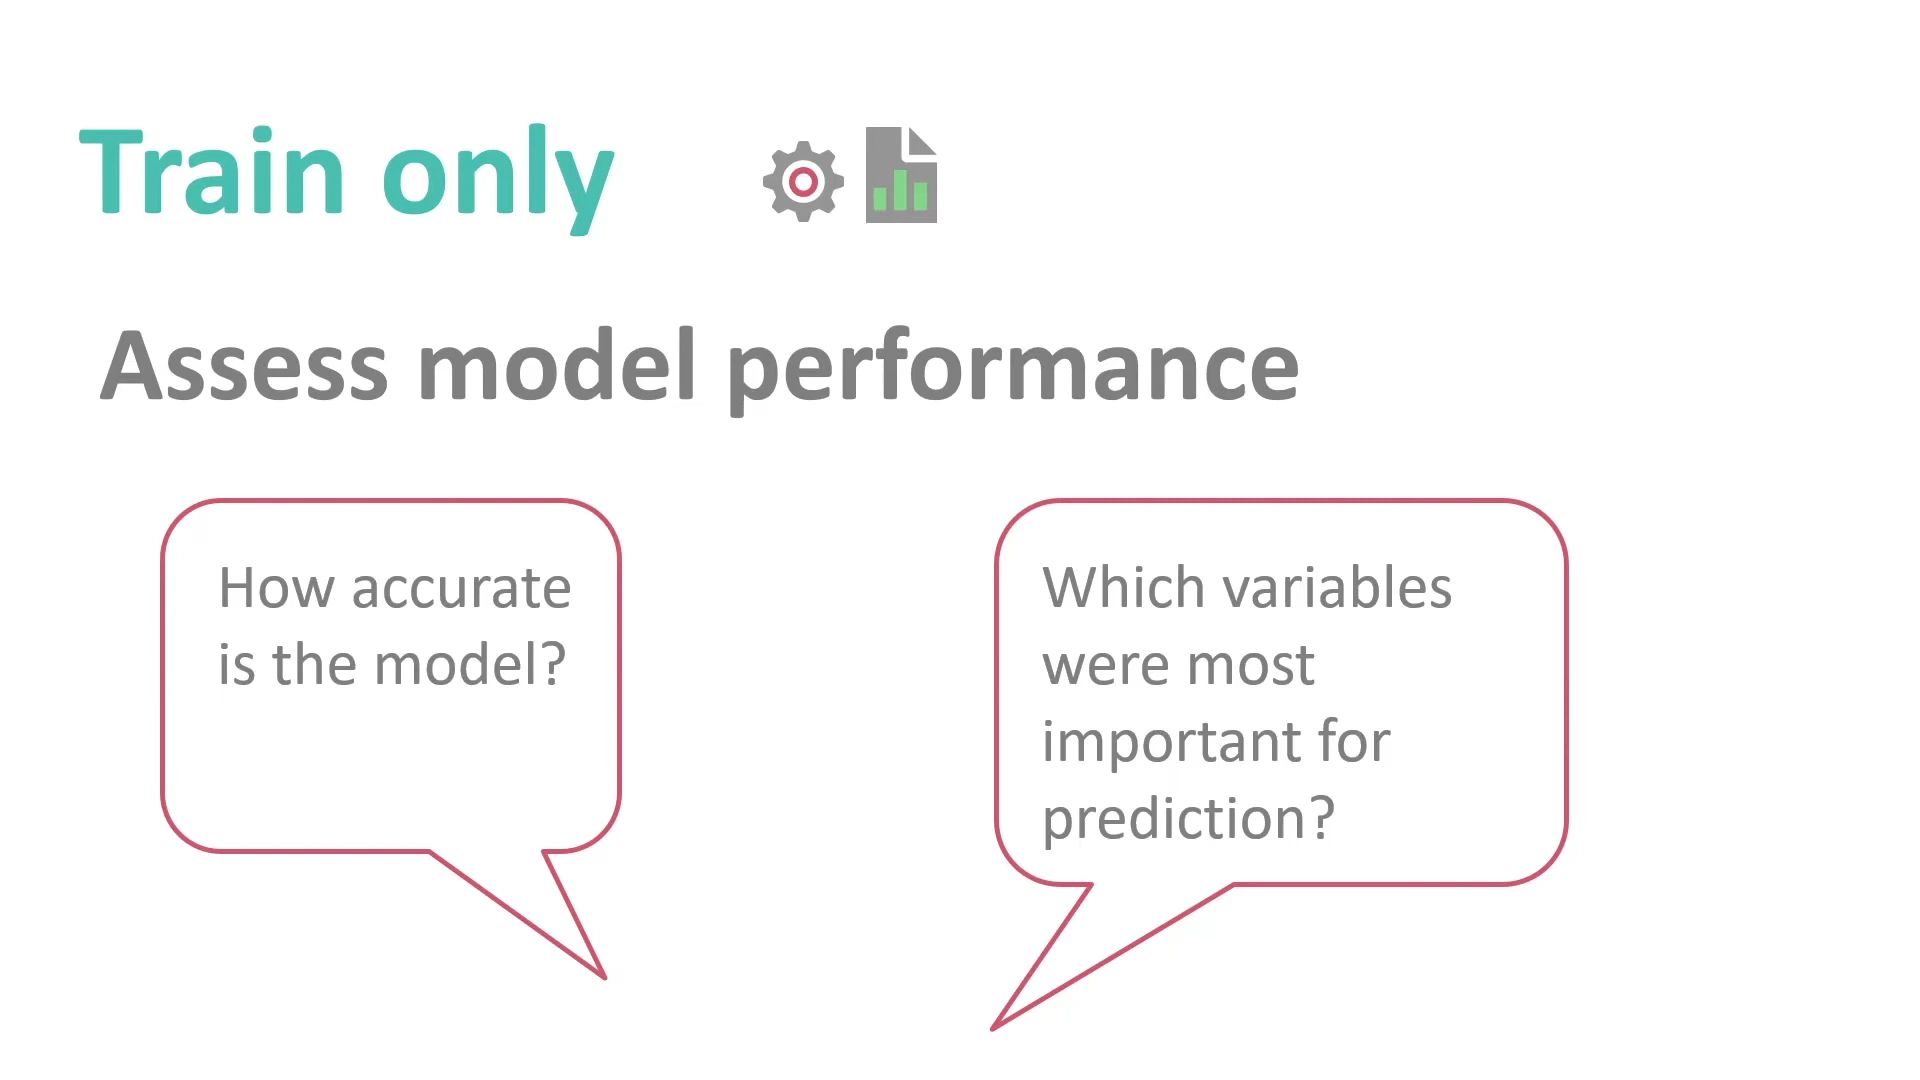 Train only
Assess model performance
How accurate
is the model?
Which variables
were most
important for
prediction?